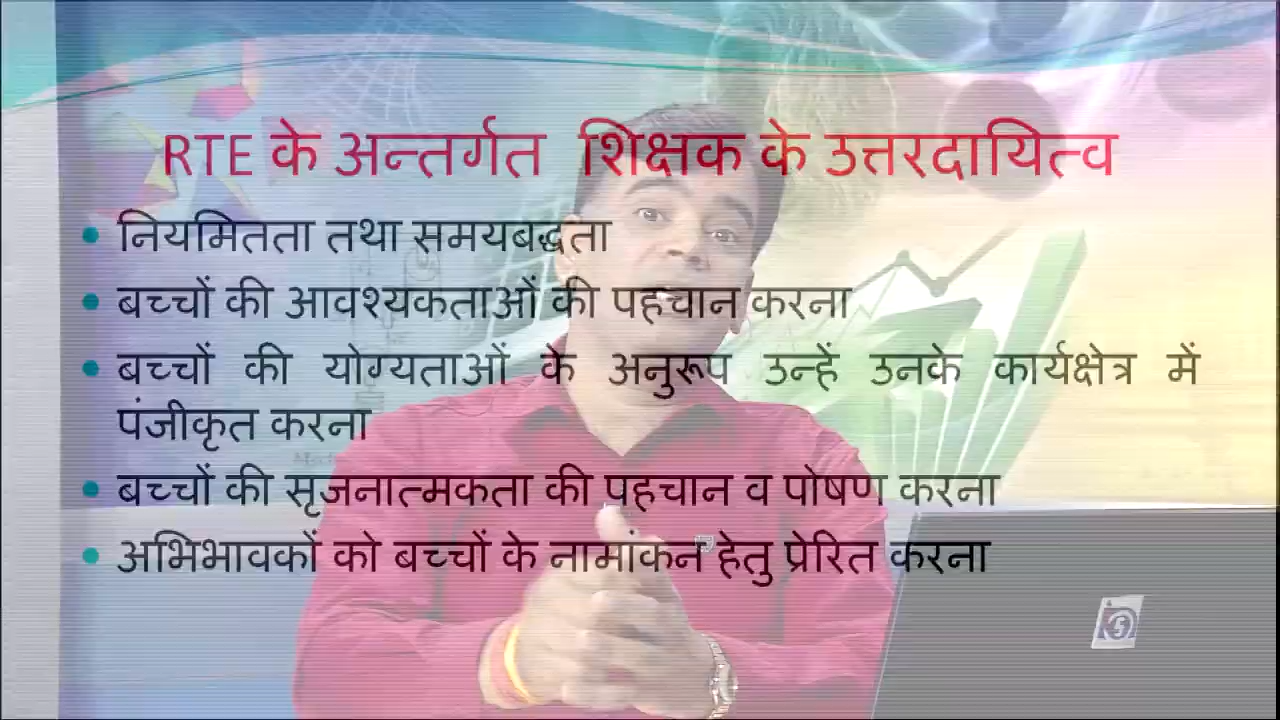 RTE के अन्तर्गत शिक्षक के उत्तरदायित्व
• नियमितता तथा समयबद्धता
• बच्चों की आवश्यकताओं की पहचान करना
• बच्चों की योग्यताओं के अनुरूप उन्हें उनके कार्यक्षेत्र में
पंजीकृत करना
• बच्चों की सृजनात्मकता की पहचान व पोषण करना
• अभिभावकों को बच्चों के नामांकन हेतु प्रेरित करना